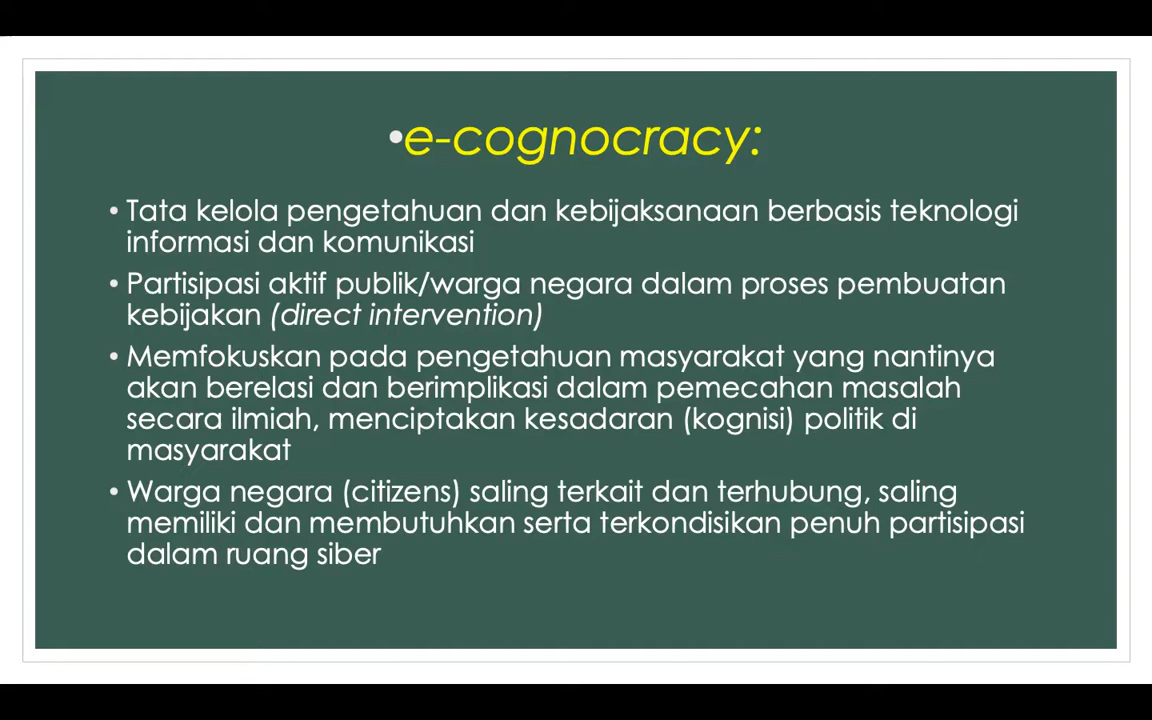 •e-cognocracy:
• Tata kelola pengetahuan dan kebijaksanaan berbasis teknologi
informasi dan komunikasi
• Partisipasi aktif publik/warga negara dalam proses pembuatan
kebijakan (direct intervention)
• Memfokuskan pada pengetahuan masyarakat yang nantinya
akan berelasi dan berimplikasi dalam pemecahan masalah
secara ilmiah, menciptakan kesadaran (kognisi) politik di
masyarakat
• Warga negara (citizens) saling terkait dan terhubung, saling
memiliki dan membutuhkan serta terkondisikan penuh partisipasi
dalam ruang siber